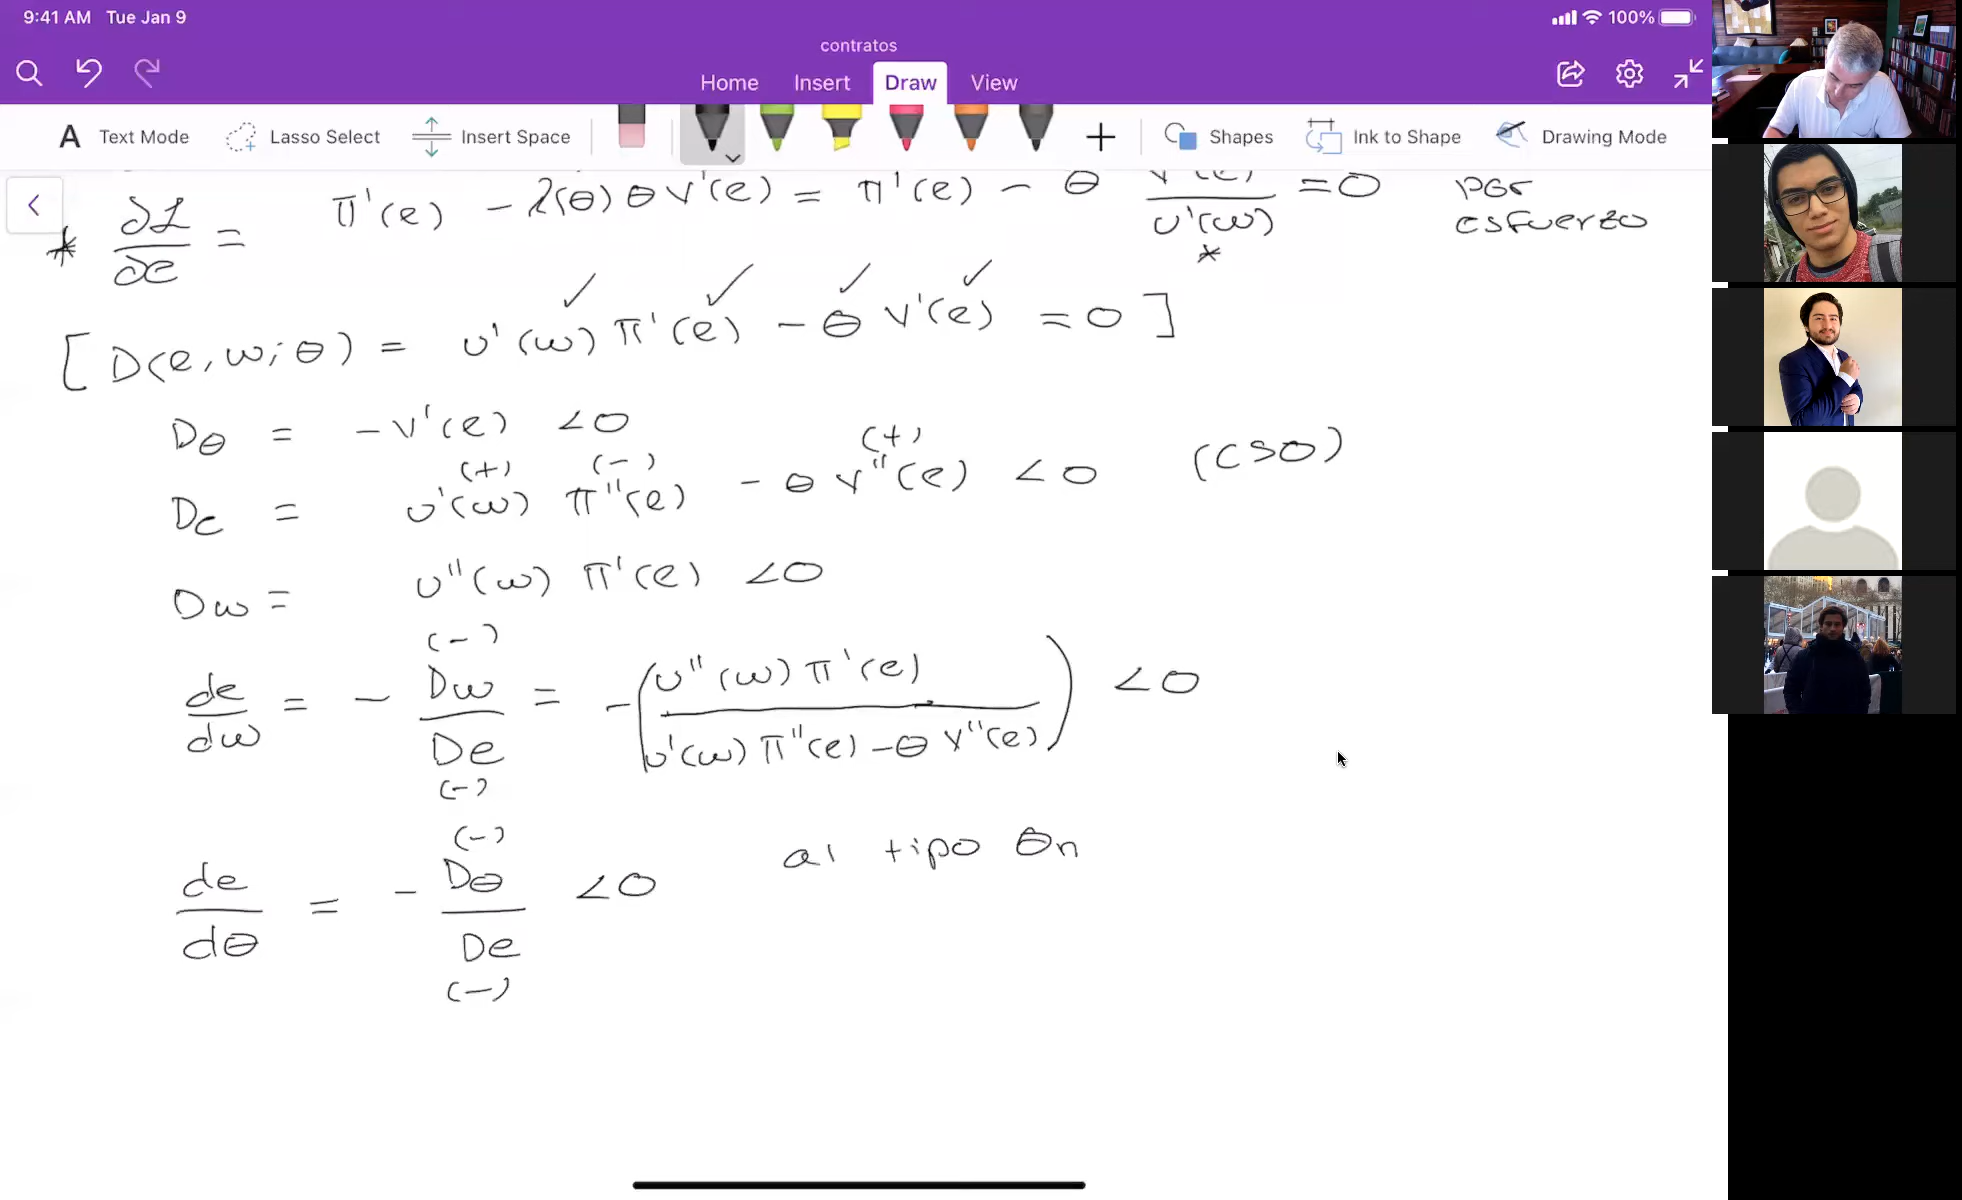 9:41 AM Tue Jan 9
100%
contratos
Home Insert Draw View
A Text Mode Lasso Select Insert Space Shapes Ink to Shape Drawing Mode
* ∂L/∂e = π'(e) - λ(θ) θ v'(e) = π'(e) - θ v'(e)/u'(w) = 0 por
esfuerzo
*
✓ ✓ ✓ ✓
[ D(e, w; θ) = u'(w) π'(e) - θ v'(e) = 0 ]
Dθ = -v'(e) <0
(+) (-) (+)
De = u'(w) π''(e) - θ v''(e) <0 (CSO)
Dw = u''(w) π'(e) <0
(-)
de/dw = - Dw/De = -( u''(w) π'(e) / u'(w) π''(e) - θ v''(e) ) <0
(-)
(-)
de/dθ = - Dθ/De <0 al tipo θn
(-)